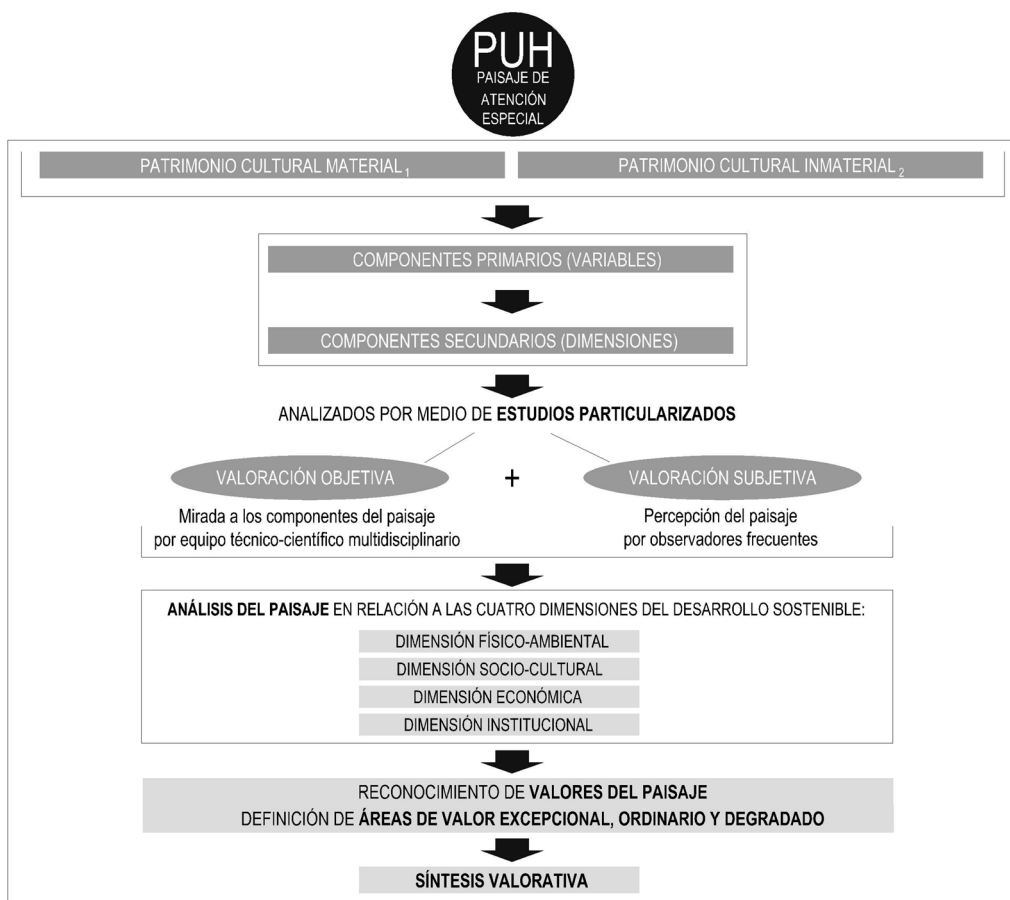 PUH
PAISAJE DE
ATENCIÓN
ESPECIAL
PATRIMONIO CULTURAL MATERIAL 1
PATRIMONIO CULTURAL INMATERIAL 2
COMPONENTES PRIMARIOS (VARIABLES)
COMPONENTES SECUNDARIOS (DIMENSIONES)
ANALIZADOS POR MEDIO DE ESTUDIOS PARTICULARIZADOS
VALORACIÓN OBJETIVA
+
VALORACIÓN SUBJETIVA
Mirada a los componentes del paisaje
por equipo técnico-científico multidisciplinario
Percepción del paisaje
por observadores frecuentes
ANÁLISIS DEL PAISAJE EN RELACIÓN A LAS CUATRO DIMENSIONES DEL DESARROLLO SOSTENIBLE:
DIMENSIÓN FÍSICO-AMBIENTAL
DIMENSIÓN SOCIO-CULTURAL
DIMENSIÓN ECONÓMICA
DIMENSIÓN INSTITUCIONAL
RECONOCIMIENTO DE VALORES DEL PAISAJE
DEFINICIÓN DE ÁREAS DE VALOR EXCEPCIONAL, ORDINARIO Y DEGRADADO
SÍNTESIS VALORATIVA